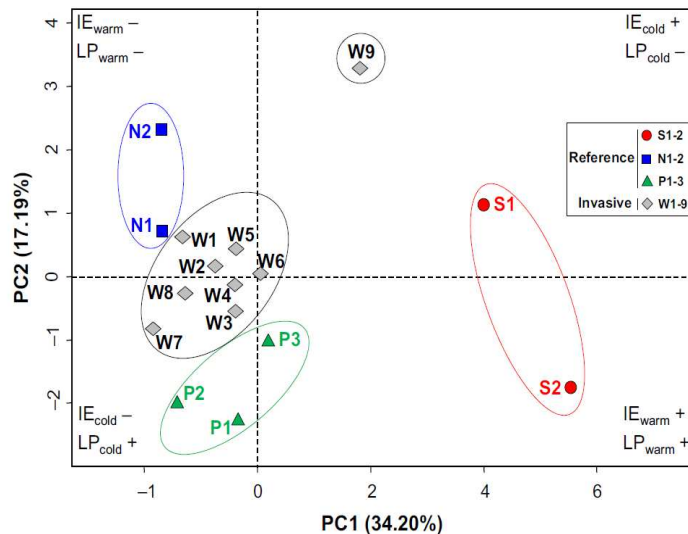 IEwarm –
LPwarm –
IEcold +
LPcold –
W9
N2
N1
S1-2
Reference
N1-2
P1-3
Invasive
W1-9
S1
W1
W5
W2
W6
W8
W4
W3
W7
P3
P2
P1
S2
IEcold –
LPcold +
IEwarm +
LPwarm +
4
3
2
1
0
−1
−2
PC2 (17.19%)
−1
0
2
4
6
PC1 (34.20%)